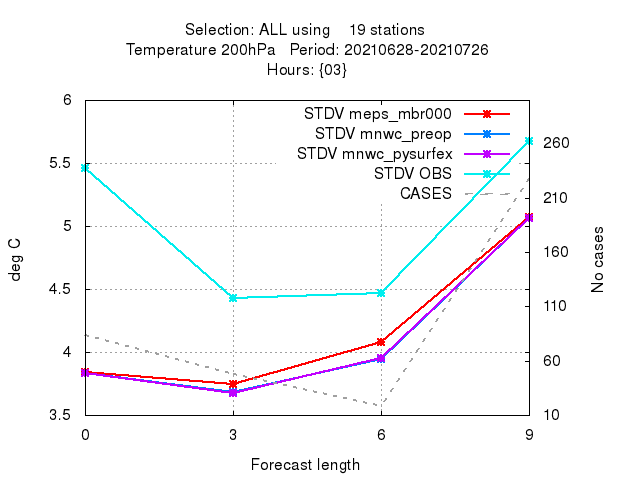 Selection: ALL using 19 stations
Temperature 200hPa Period: 20210628-20210726
Hours: {03}
STDV meps_mbr000
STDV mnwc_preop
STDV mnwc_pysurfex
STDV OBS
CASES
6
5.5
5
4.5
4
3.5
deg C
260
210
160
110
60
10
No cases
0 3 6 9
Forecast length